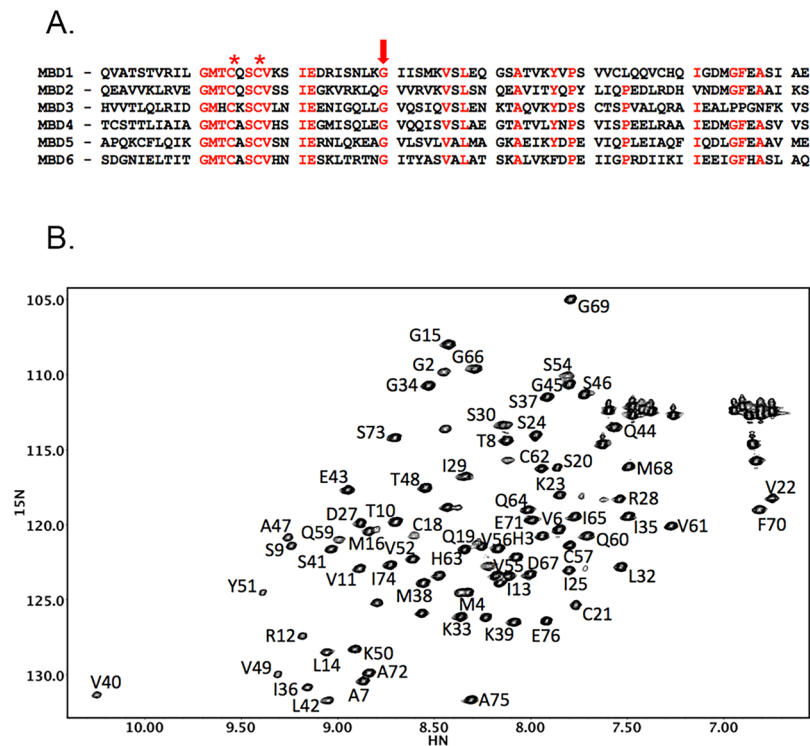 A.
* *
MBD1 - QVATSTVRIL GMTCQSCVKS IEDRISNLKG IISMKVSLEQ GSATVKYVPS VVCLQQVCHQ IGDMGFEASI AE
MBD2 - QEAVVKLRVE GMTCQSCVSS IEGKVRKLQG VVRVKVSLSN QEAVITYQPY LIQPEDLRDH VNDMGFEAAI KS
MBD3 - HVVTLQLRID GMHCKSCVLN IEENIGQLLG VQSIQVSLEN KTAQVKYDPS CTSPVALQRA IEALPPGNFK VS
MBD4 - TCSTTLIAIA GMTCASCVHS IEGMISQLEG VQQISVSLAE GTATVLYNPS VISPEELRAA IEDMGFEASV VS
MBD5 - APQKCFLQIK GMTCASCVSN IERNLQKEAG VLSVLVALMA GKAEIKYDPE VIQPLEIAQF IQDLGFEAAV ME
MBD6 - SDGNIELTIT GMTCASCVHN IESKLTRTNG ITYASVALAT SKALVKFDPE IIGPRDIIKI IEEIGFHASL AQ
B.
105.0
G69
G15
G66
G2
S54
110.0
G34
G45
S46
S37
S30
S24
Q44
S73
T8
115.0
C62
S20
M68
I29
E43
T48
K23
V22
Q64
R28
D27
T10
C18
E71
V6
I65
I35
V61
F70
120.0
A47
Q59
M16
Q19
V56
H3
Q60
S9
S41
V52
H63
C57
V11
I74
V55
D67
L32
Y51
M38
I13
I25
125.0
M4
C21
K33
K39
E76
R12
L14
K50
V49
A72
130.0
V40
I36
A7
L42
A75
15N
10.00 9.50 9.00 8.50 8.00 7.50 7.00
HN